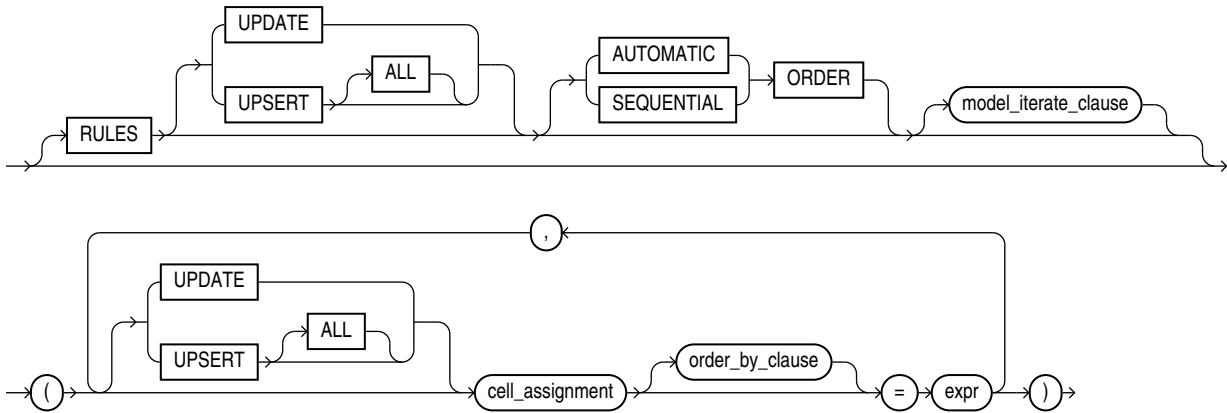 UPDATE
UPSERT ALL
AUTOMATIC
SEQUENTIAL
ORDER
RULES
model_iterate_clause
,
UPDATE
UPSERT ALL
( cell_assignment order_by_clause = expr )